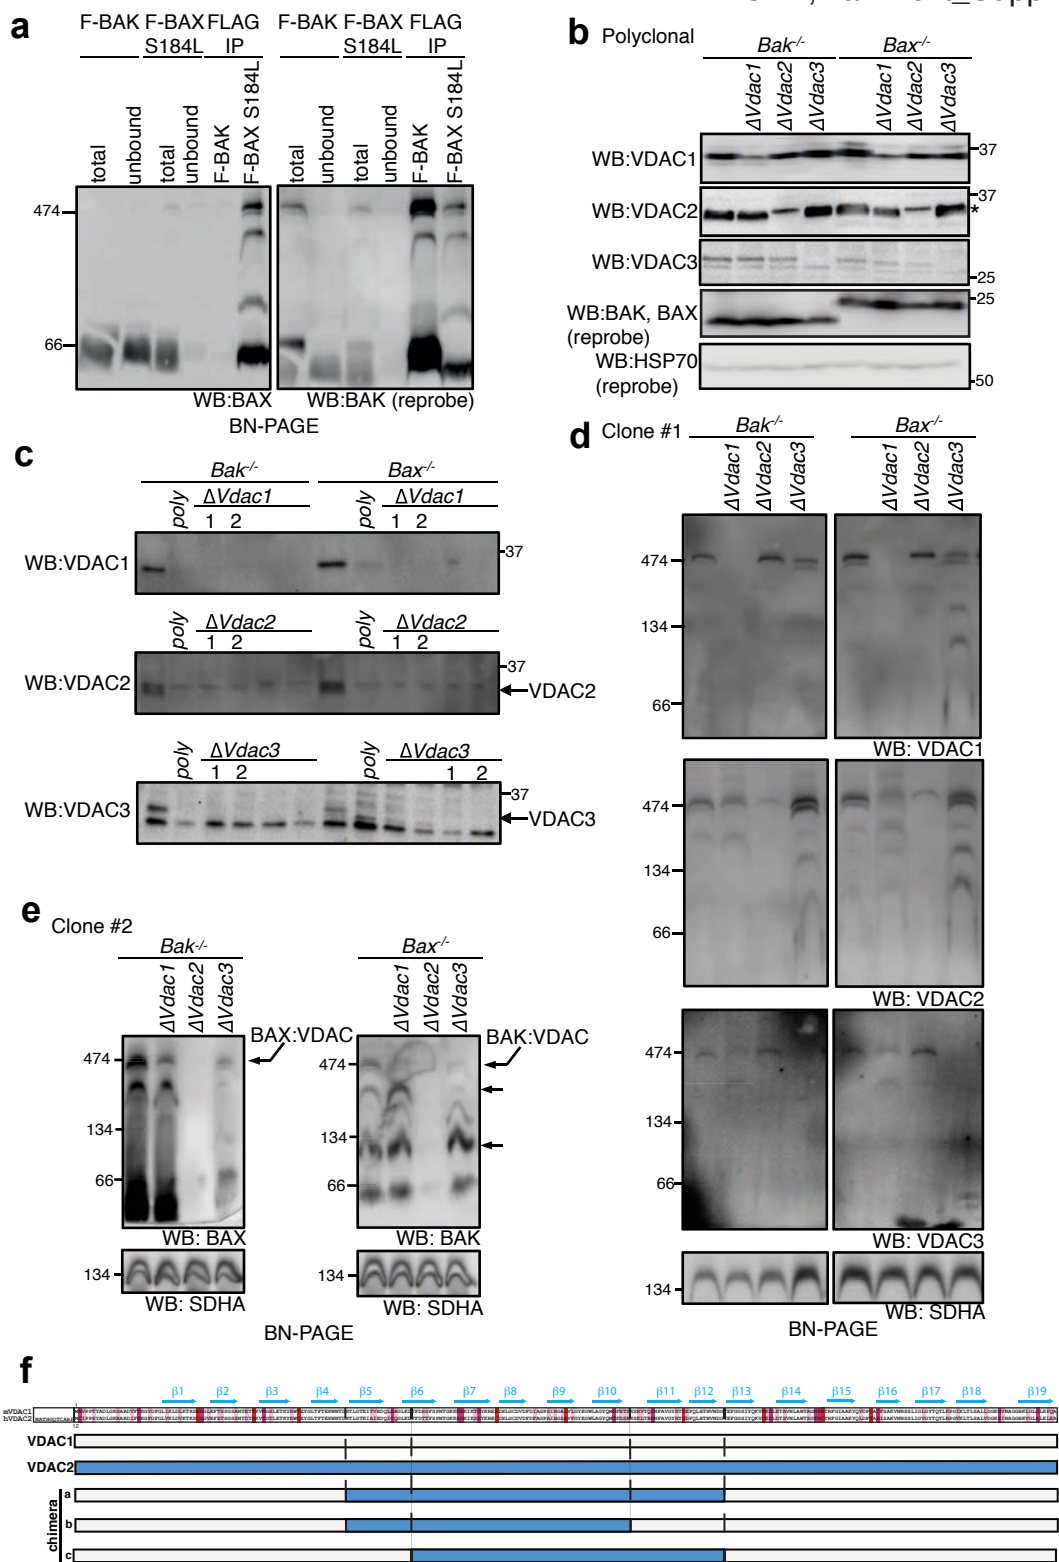 a
F-BAK F-BAX FLAG
S184L IP
total
unbound
total
unbound
F-BAK
F-BAX S184L
F-BAK F-BAX FLAG
S184L IP
total
unbound
total
unbound
F-BAK
F-BAX S184L
474
66
WB:BAX
WB:BAK (reprobe)
BN-PAGE
b Polyclonal
Bak-/- Bax-/-
ΔVdac1
ΔVdac2
ΔVdac3
ΔVdac1
ΔVdac2
ΔVdac3
WB:VDAC1
37
WB:VDAC2
37
*
WB:VDAC3
25
WB:BAK, BAX
(reprobe)
25
WB:HSP70
(reprobe)
50
c
Bak-/- Bax-/-
poly ΔVdac1 poly ΔVdac1
1 2 1 2
WB:VDAC1
37
poly ΔVdac2 poly ΔVdac2
1 2 1 2
WB:VDAC2
37
VDAC2
poly ΔVdac3 poly ΔVdac3
1 2 1 2
WB:VDAC3
37
VDAC3
d Clone #1
Bak-/- Bax-/-
ΔVdac1
ΔVdac2
ΔVdac3
ΔVdac1
ΔVdac2
ΔVdac3
474
134
66
WB: VDAC1
474
134
66
WB: VDAC2
474
134
66
WB: VDAC3
134
WB: SDHA
BN-PAGE
e Clone #2
Bak-/- Bax-/-
ΔVdac1
ΔVdac2
ΔVdac3
ΔVdac1
ΔVdac2
ΔVdac3
BAX:VDAC
BAK:VDAC
474
134
66
474
134
66
WB: BAX
WB: BAK
134
134
WB: SDHA
WB: SDHA
BN-PAGE
f
β1 β2 β3 β4 β5 β6 β7 β8 β9 β10 β11 β12 β13 β14 β15 β16 β17 β18 β19
mVDAC1
hVDAC2
12
VDAC1
VDAC2
chimera
a
b
c